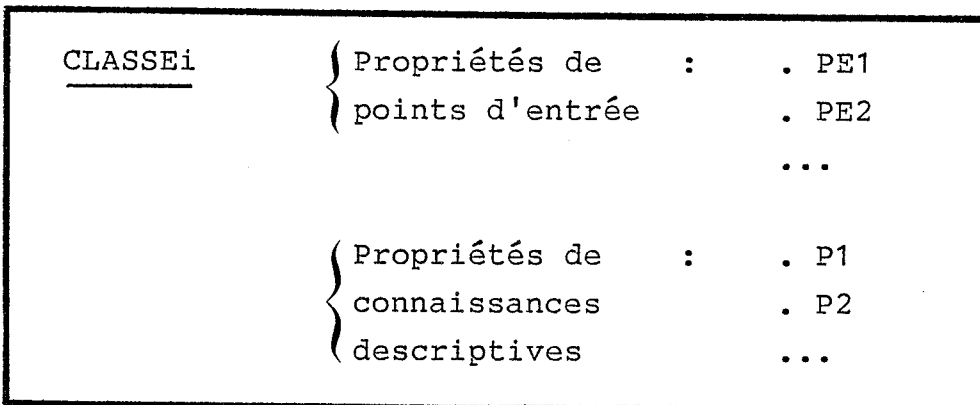 CLASSEi Propriétés de : . PE1
points d'entrée . PE2
...
Propriétés de : . P1
connaissances . P2
descriptives ...